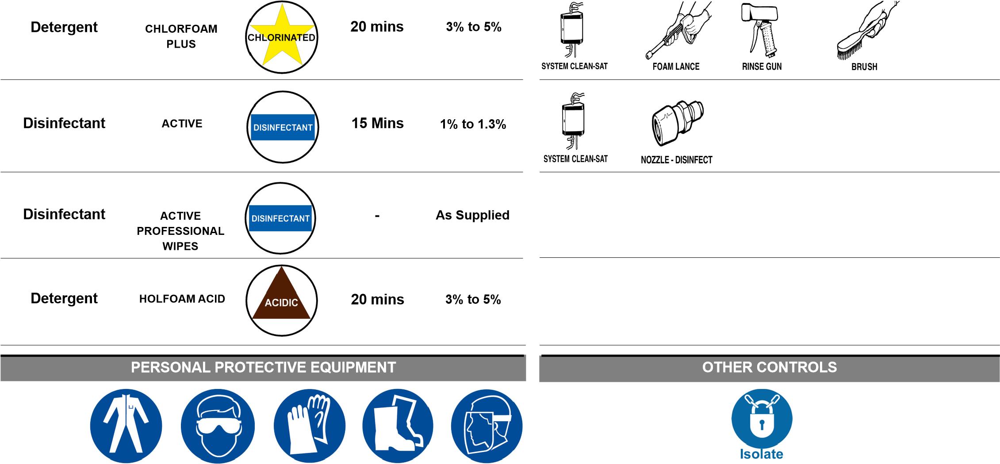 Detergent
CHLORFOAM
PLUS
CHLORINATED
20 mins
3% to 5%
SYSTEM CLEAN-SAT
FOAM LANCE
RINSE GUN
BRUSH
Disinfectant
ACTIVE
DISINFECTANT
15 Mins
1% to 1.3%
SYSTEM CLEAN-SAT
NOZZLE - DISINFECT
Disinfectant
ACTIVE
PROFESSIONAL
WIPES
DISINFECTANT
-
As Supplied
Detergent
HOLFOAM ACID
ACIDIC
20 mins
3% to 5%
PERSONAL PROTECTIVE EQUIPMENT
OTHER CONTROLS
Isolate